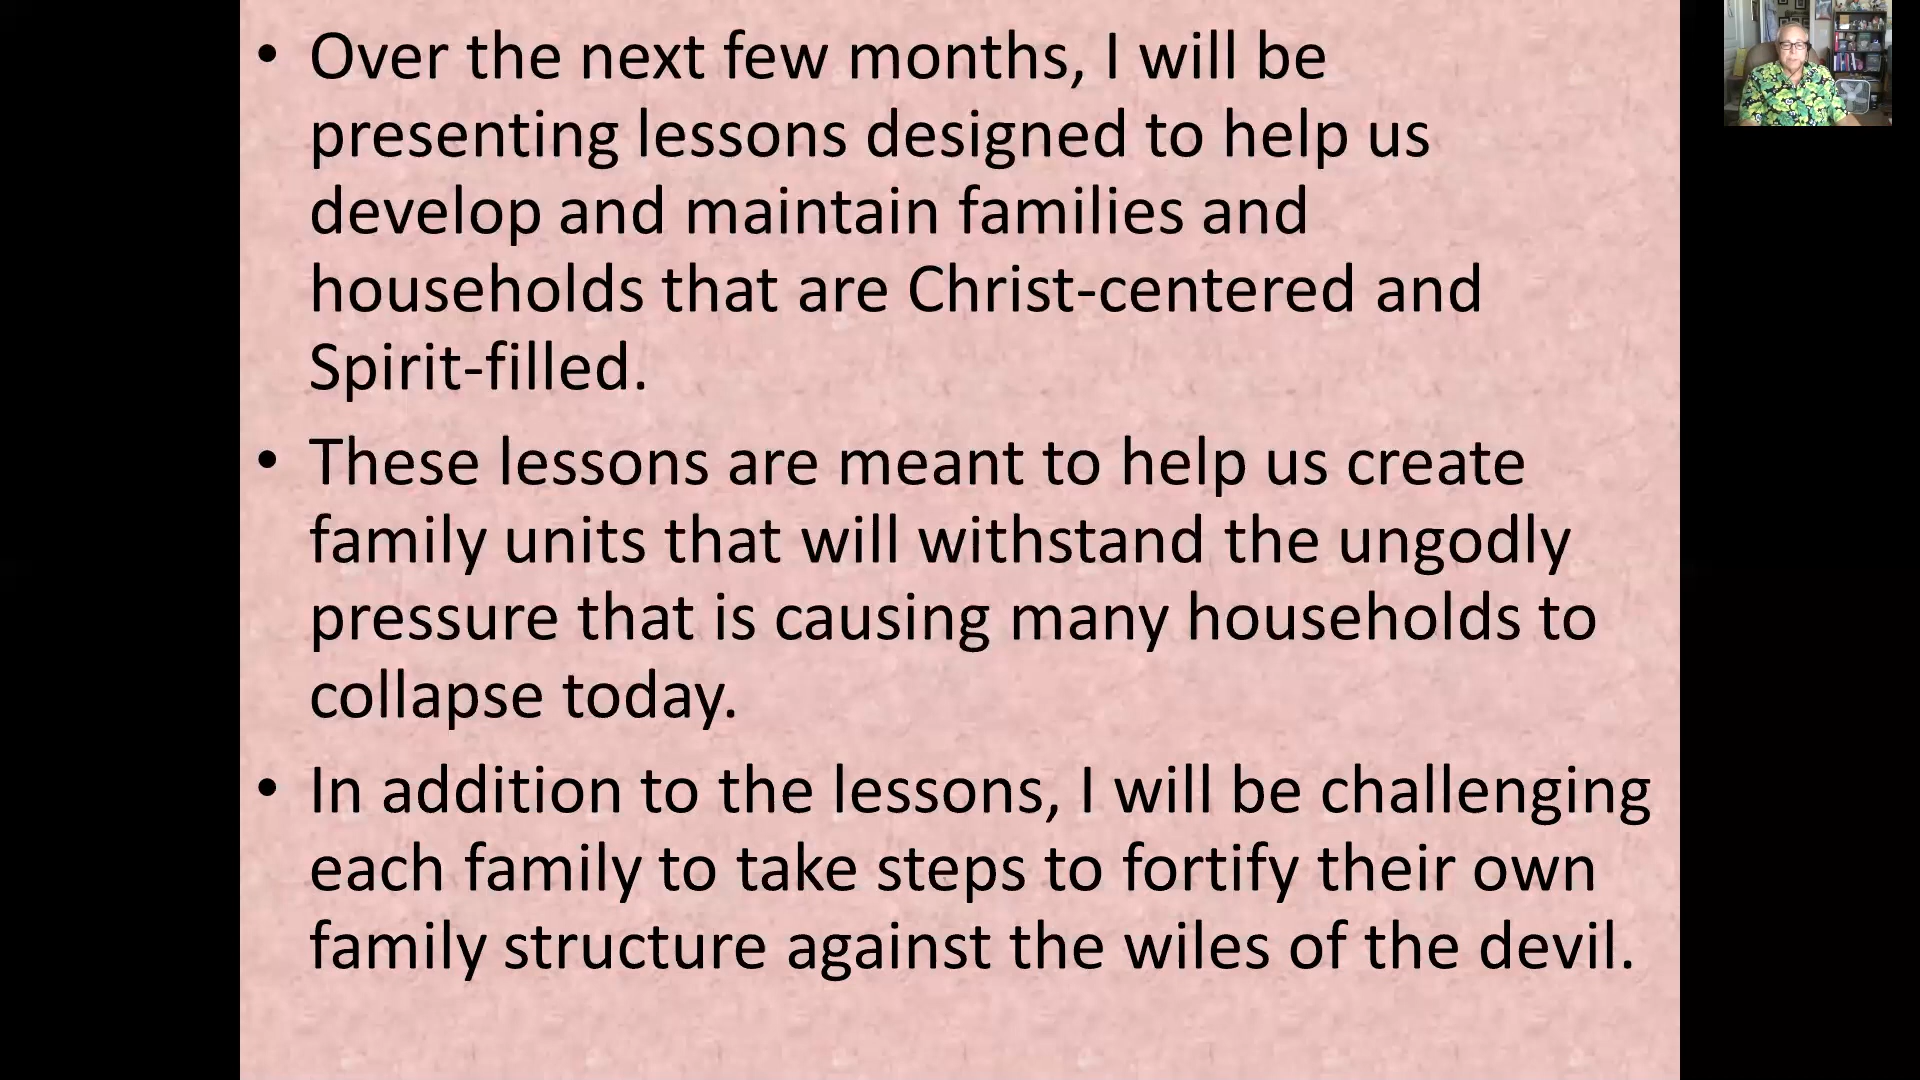 • Over the next few months, I will be
presenting lessons designed to help us
develop and maintain families and
households that are Christ-centered and
Spirit-filled.
• These lessons are meant to help us create
family units that will withstand the ungodly
pressure that is causing many households to
collapse today.
• In addition to the lessons, I will be challenging
each family to take steps to fortify their own
family structure against the wiles of the devil.